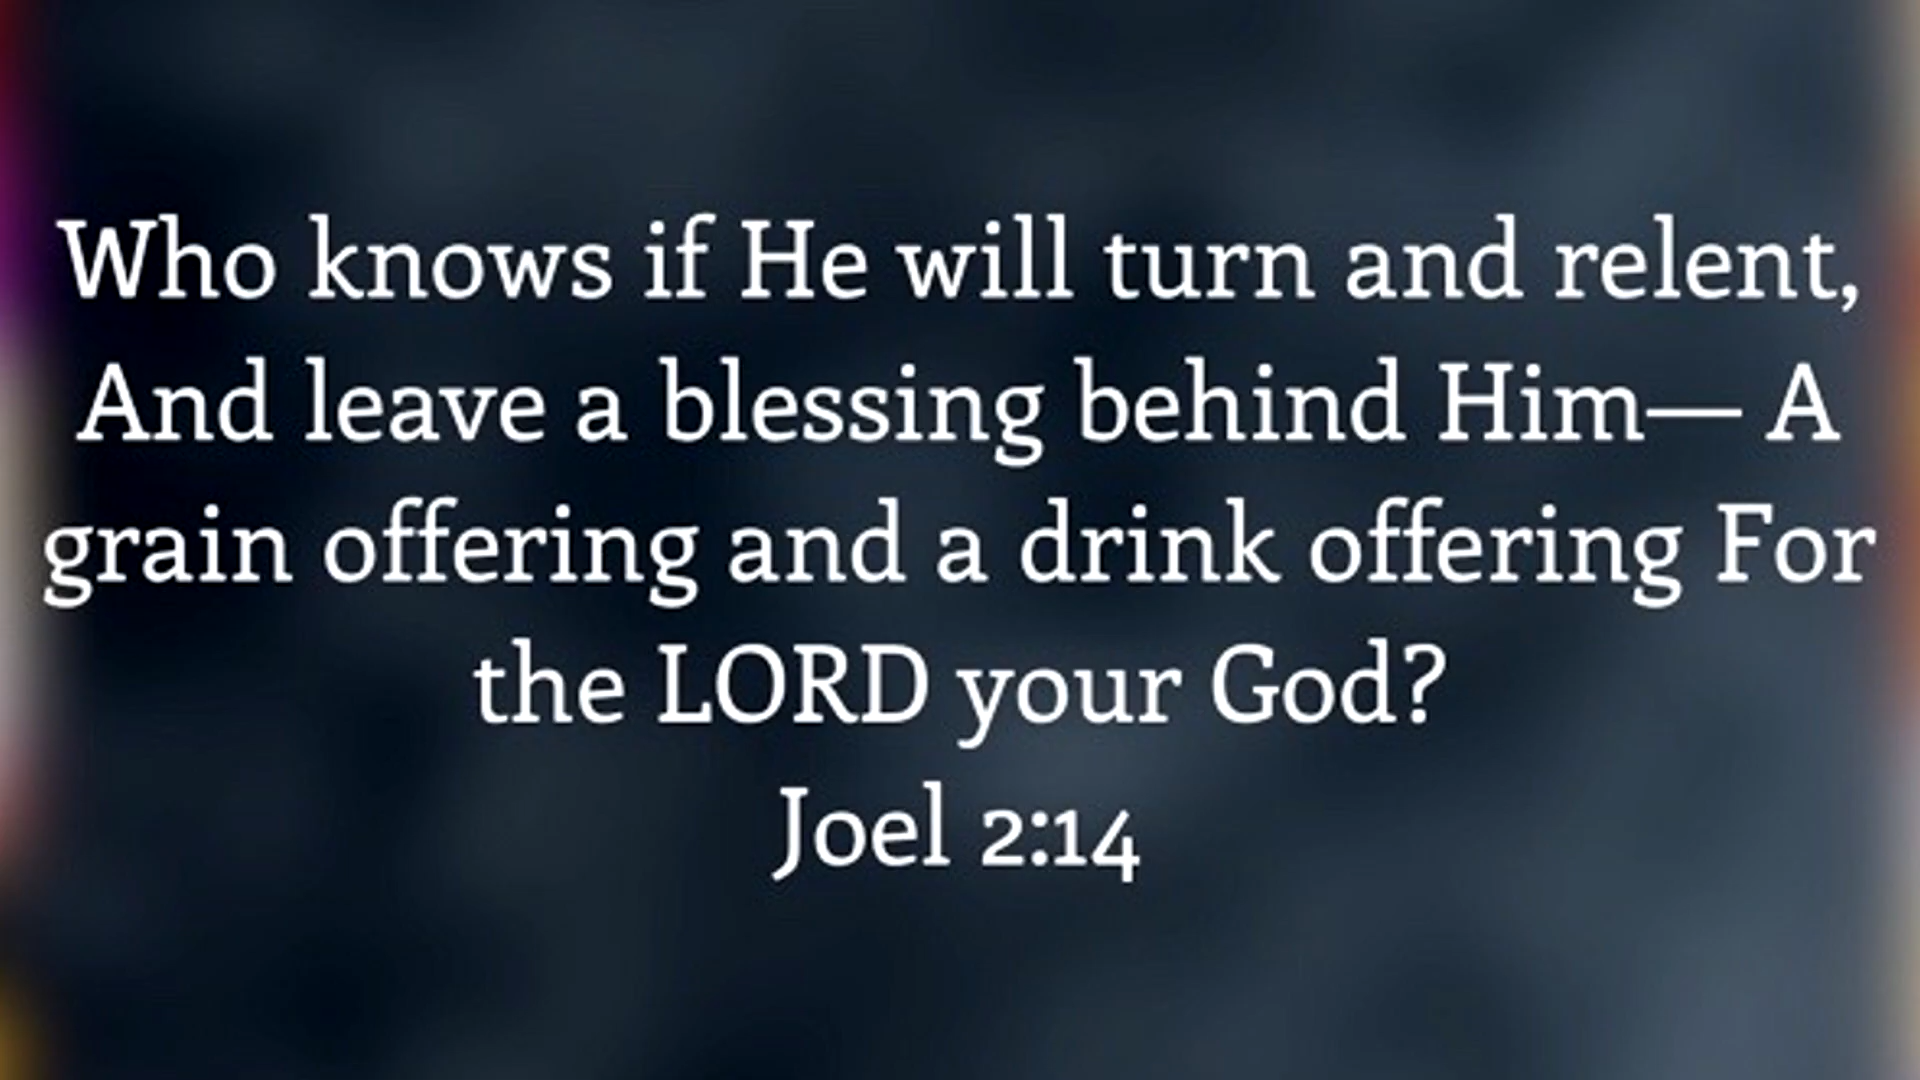 Who knows if He will turn and relent,
And leave a blessing behind Him— A
grain offering and a drink offering For
the LORD your God?
Joel 2:14